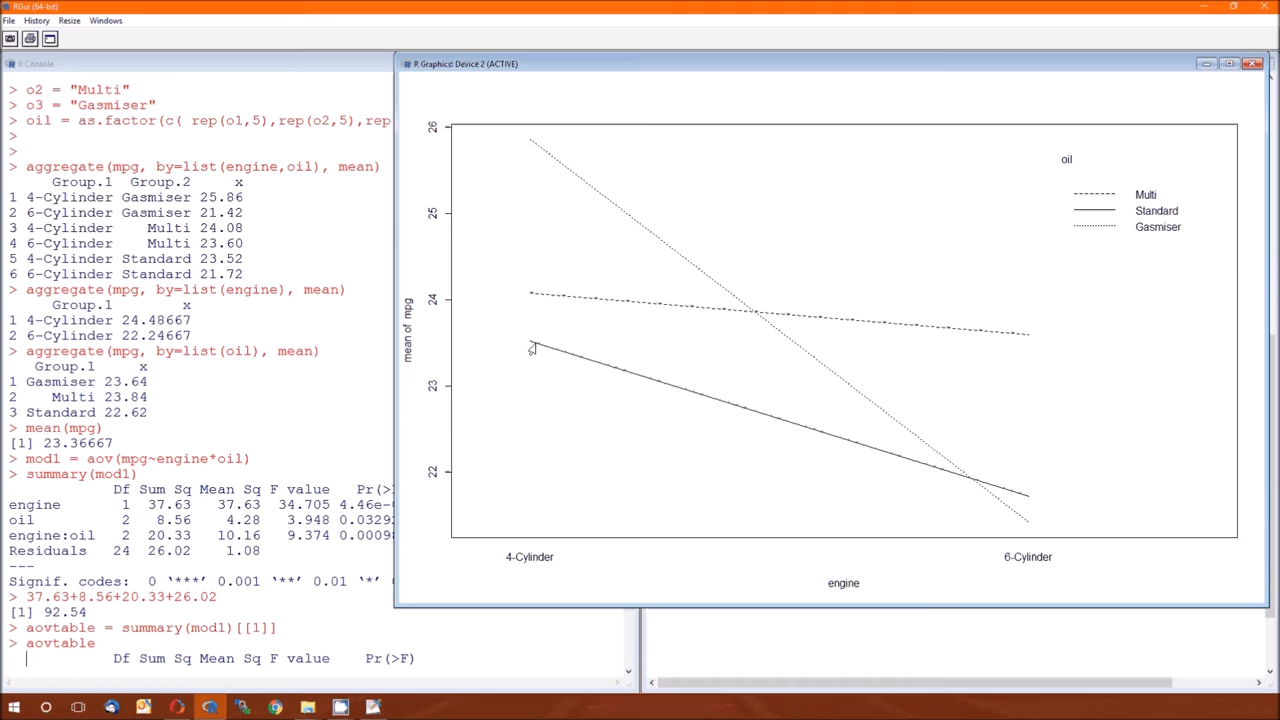 RGui (64-bit)
File History Resize Windows
R Console
> o2 = "Multi"
> o3 = "Gasmiser"
> oil = as.factor(c( rep(o1,5),rep(o2,5),rep
>
>
> aggregate(mpg, by=list(engine,oil), mean)
Group.1 Group.2 x
1 4-Cylinder Gasmiser 25.86
2 6-Cylinder Gasmiser 21.42
3 4-Cylinder Multi 24.08
4 6-Cylinder Multi 23.60
5 4-Cylinder Standard 23.52
6 6-Cylinder Standard 21.72
> aggregate(mpg, by=list(engine), mean)
Group.1 x
1 4-Cylinder 24.48667
2 6-Cylinder 22.24667
> aggregate(mpg, by=list(oil), mean)
Group.1 x
1 Gasmiser 23.64
2 Multi 23.84
3 Standard 22.62
> mean(mpg)
[1] 23.36667
> mod1 = aov(mpg~engine*oil)
> summary(mod1)
Df Sum Sq Mean Sq F value Pr(>
engine 1 37.63 37.63 34.705 4.46e-
oil 2 8.56 4.28 3.948 0.03292
engine:oil 2 20.33 10.16 9.374 0.00098
Residuals 24 26.02 1.08
---
Signif. codes: 0 ‘***’ 0.001 ‘**’ 0.01 ‘*’
> 37.63+8.56+20.33+26.02
[1] 92.54
> aovtable = summary(mod1)[[1]]
> aovtable
Df Sum Sq Mean Sq F value Pr(>F)
R Graphics: Device 2 (ACTIVE)
26
25
24
23
22
mean of mpg
oil
Multi
Standard
Gasmiser
4-Cylinder 6-Cylinder
engine